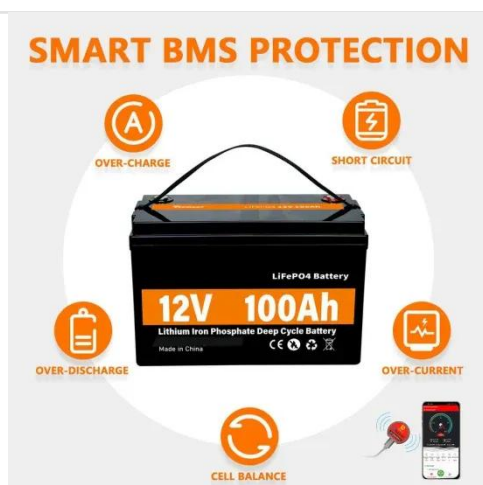 SMART BMS PROTECTION
A
OVER-CHARGE
SHORT CIRCUIT
LiFePO4 Battery
12V 100Ah
Lithium Iron Phosphate Deep Cycle Battery
Made in China
CE
OVER-DISCHARGE
OVER-CURRENT
CELL BALANCE